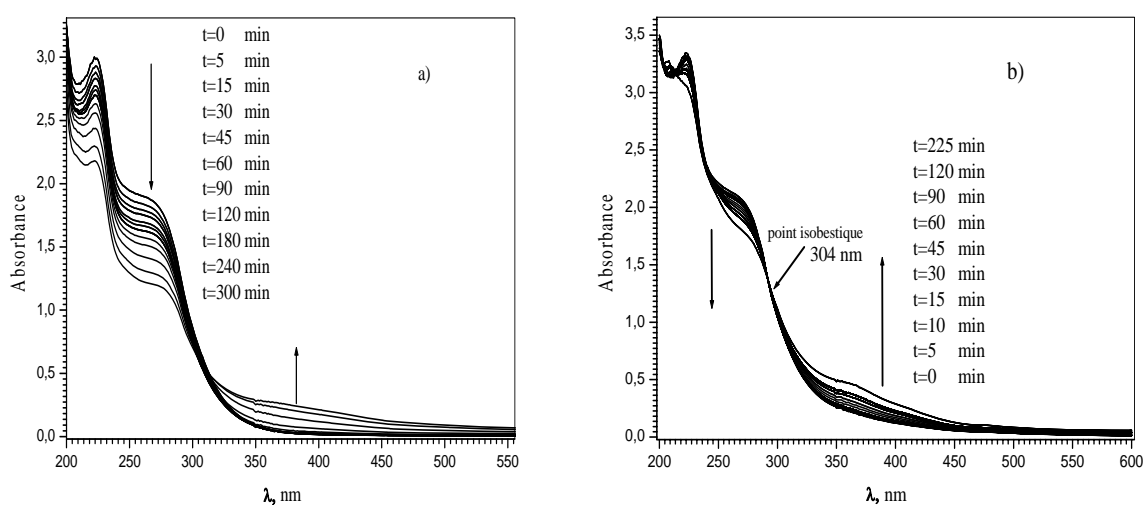 3,0
2,5
2,0
1,5
1,0
0,5
0,0
Absorbance
t=0 min
t=5 min
t=15 min
t=30 min
t=45 min
t=60 min
t=90 min
t=120 min
t=180 min
t=240 min
t=300 min
a)
200 250 300 350 400 450 500 550
λ, nm
3,5
3,0
2,5
2,0
1,5
1,0
0,5
0,0
Absorbance
b)
t=225 min
t=120 min
t=90 min
t=60 min
t=45 min
t=30 min
t=15 min
t=10 min
t=5 min
t=0 min
point isobestique
304 nm
200 250 300 350 400 450 500 550 600
λ, nm